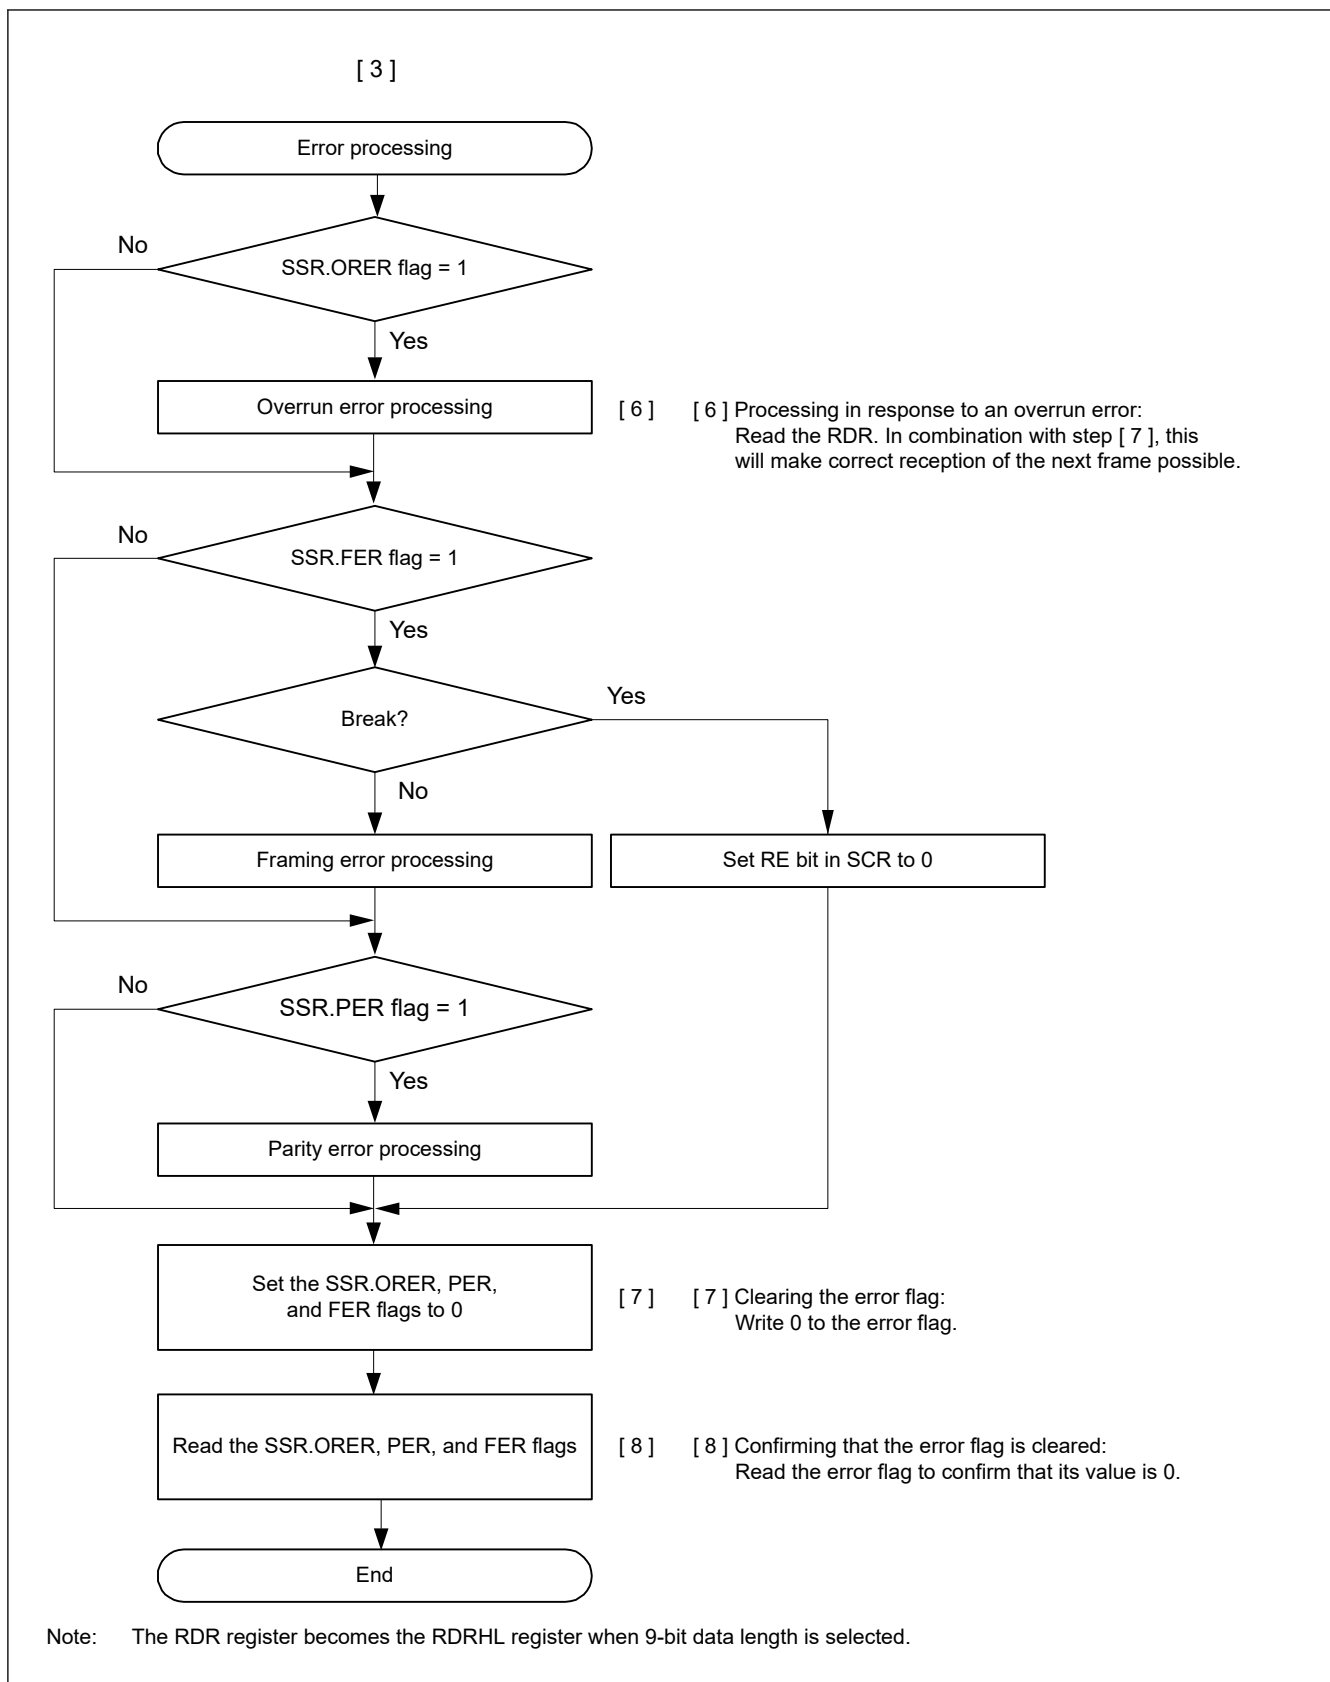 [ 3 ]
Error processing
No
SSR.ORER flag = 1
Yes
Overrun error processing
[ 6 ]
[ 6 ] Processing in response to an overrun error:
Read the RDR. In combination with step [ 7 ], this
will make correct reception of the next frame possible.
No
SSR.FER flag = 1
Yes
Break?
Yes
No
Framing error processing
Set RE bit in SCR to 0
No
SSR.PER flag = 1
Yes
Parity error processing
Set the SSR.ORER, PER,
and FER flags to 0
[ 7 ]
[ 7 ] Clearing the error flag:
Write 0 to the error flag.
Read the SSR.ORER, PER, and FER flags
[ 8 ]
[ 8 ] Confirming that the error flag is cleared:
Read the error flag to confirm that its value is 0.
End
Note: The RDR register becomes the RDRHL register when 9-bit data length is selected.